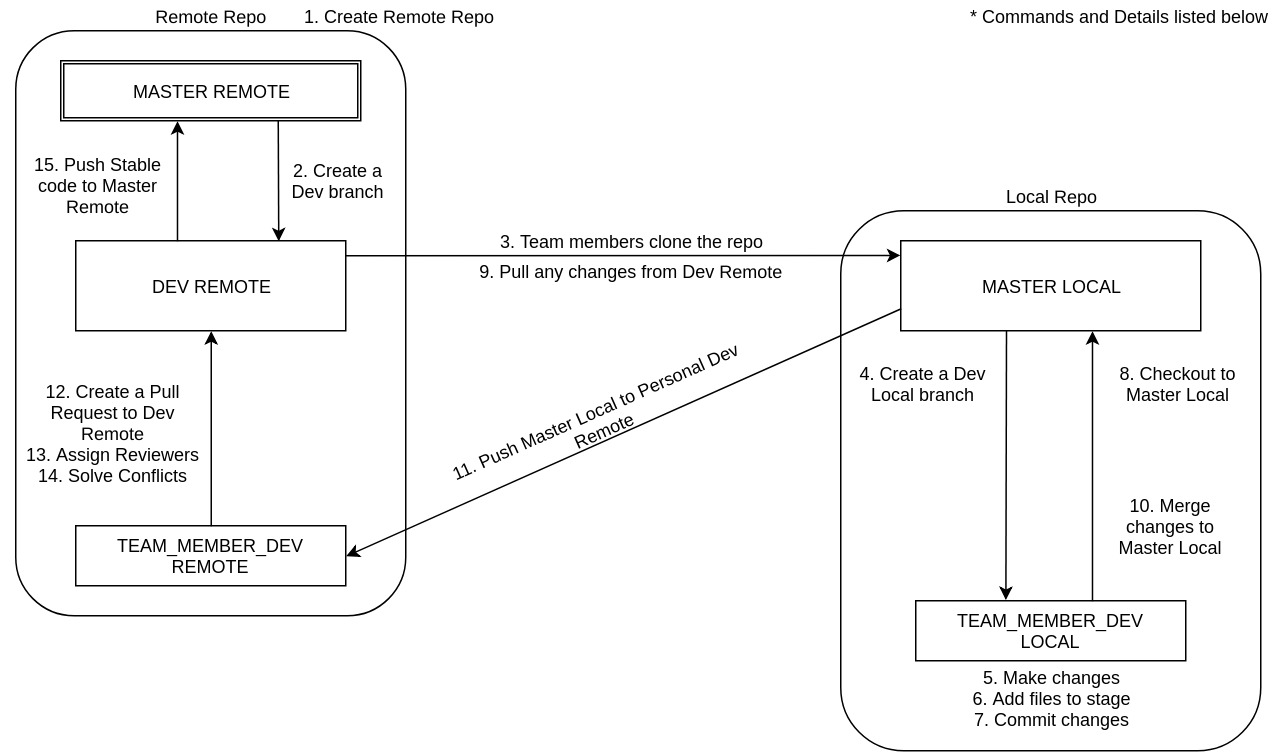 Remote Repo
1. Create Remote Repo
* Commands and Details listed below
MASTER REMOTE
15. Push Stable
code to Master
Remote
2. Create a
Dev branch
DEV REMOTE
12. Create a Pull
Request to Dev
Remote
13. Assign Reviewers
14. Solve Conflicts
TEAM_MEMBER_DEV
REMOTE
3. Team members clone the repo
9. Pull any changes from Dev Remote
11. Push Master Local to Personal Dev
Remote
Local Repo
MASTER LOCAL
4. Create a Dev
Local branch
8. Checkout to
Master Local
10. Merge
changes to
Master Local
TEAM_MEMBER_DEV
LOCAL
5. Make changes
6. Add files to stage
7. Commit changes